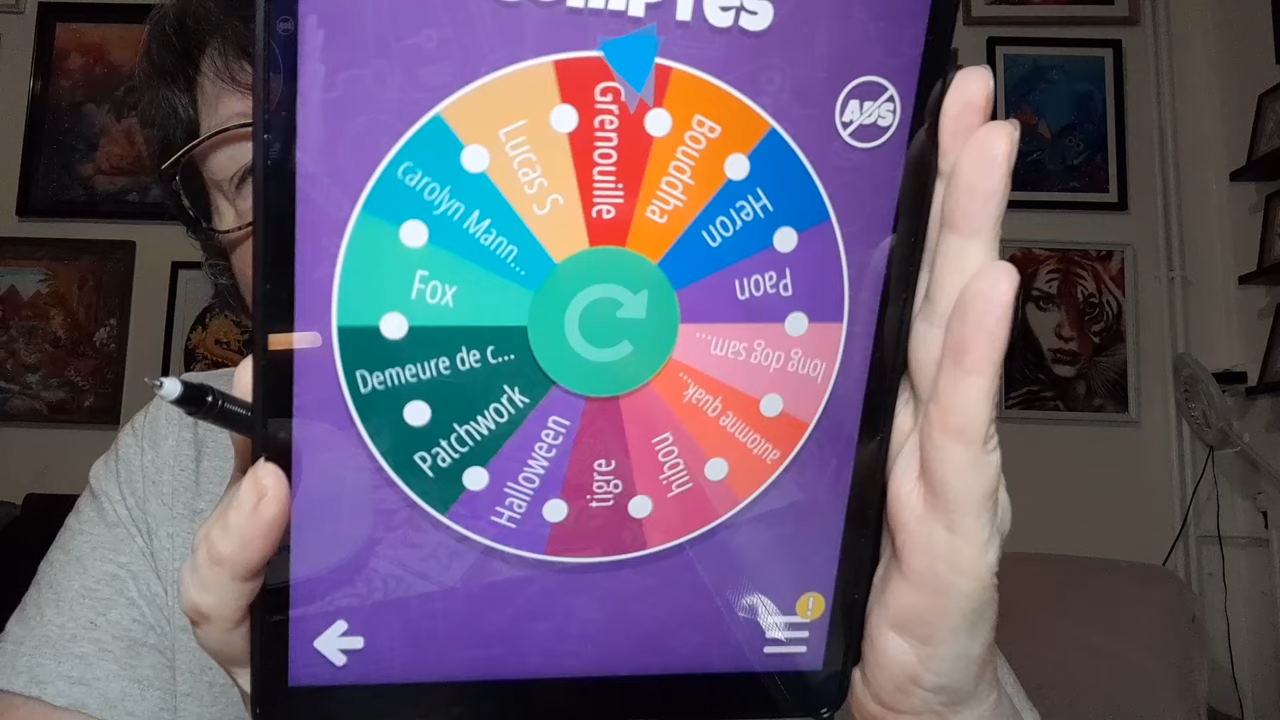 Grenouille
Bouddha
Heron
Paon
long dog sam...
automne quak...
hibou
tigre
Halloween
Patchwork
Demeure de c...
Fox
Carolyn Mann...
Lucas S
ADS
!